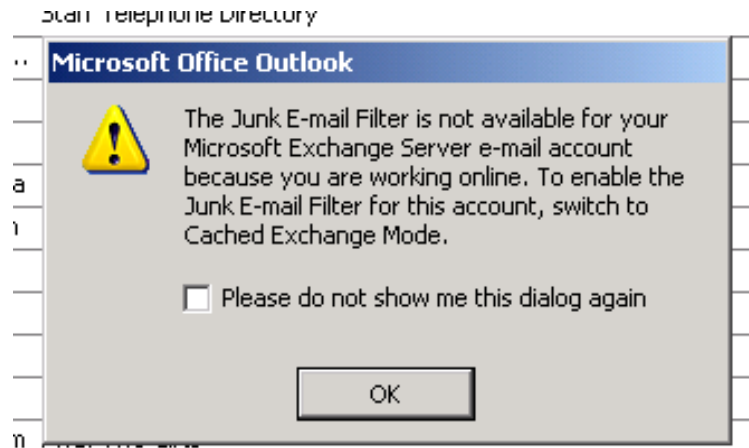 Staff Telephone Directory
Microsoft Office Outlook
The Junk E-mail Filter is not available for your
Microsoft Exchange Server e-mail account
because you are working online. To enable the
Junk E-mail Filter for this account, switch to
Cached Exchange Mode.
Please do not show me this dialog again
OK